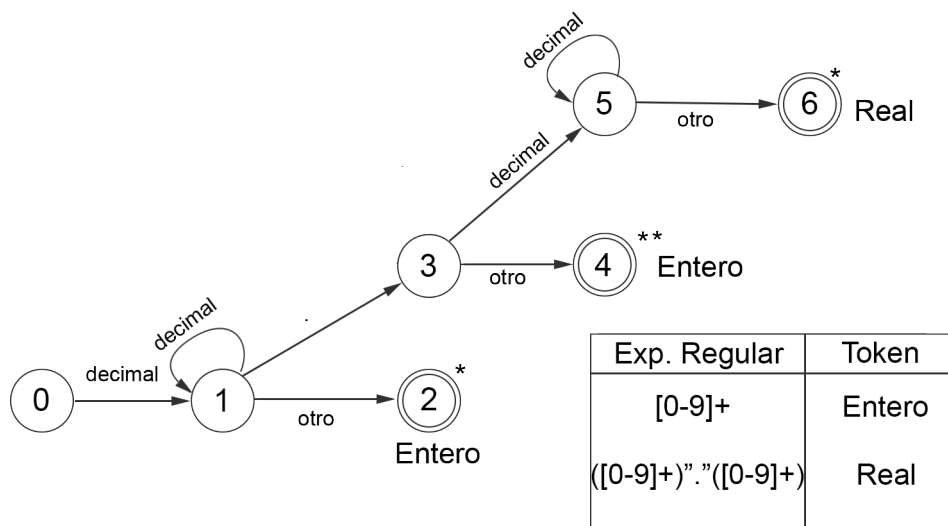 decimal
5
otro
6
*
Real
decimal
3
otro
4
**
Entero
.
decimal
0
decimal
1
otro
2
*
Entero
Exp. Regular Token
[0-9]+ Entero
([0-9]+)”.”([0-9]+) Real